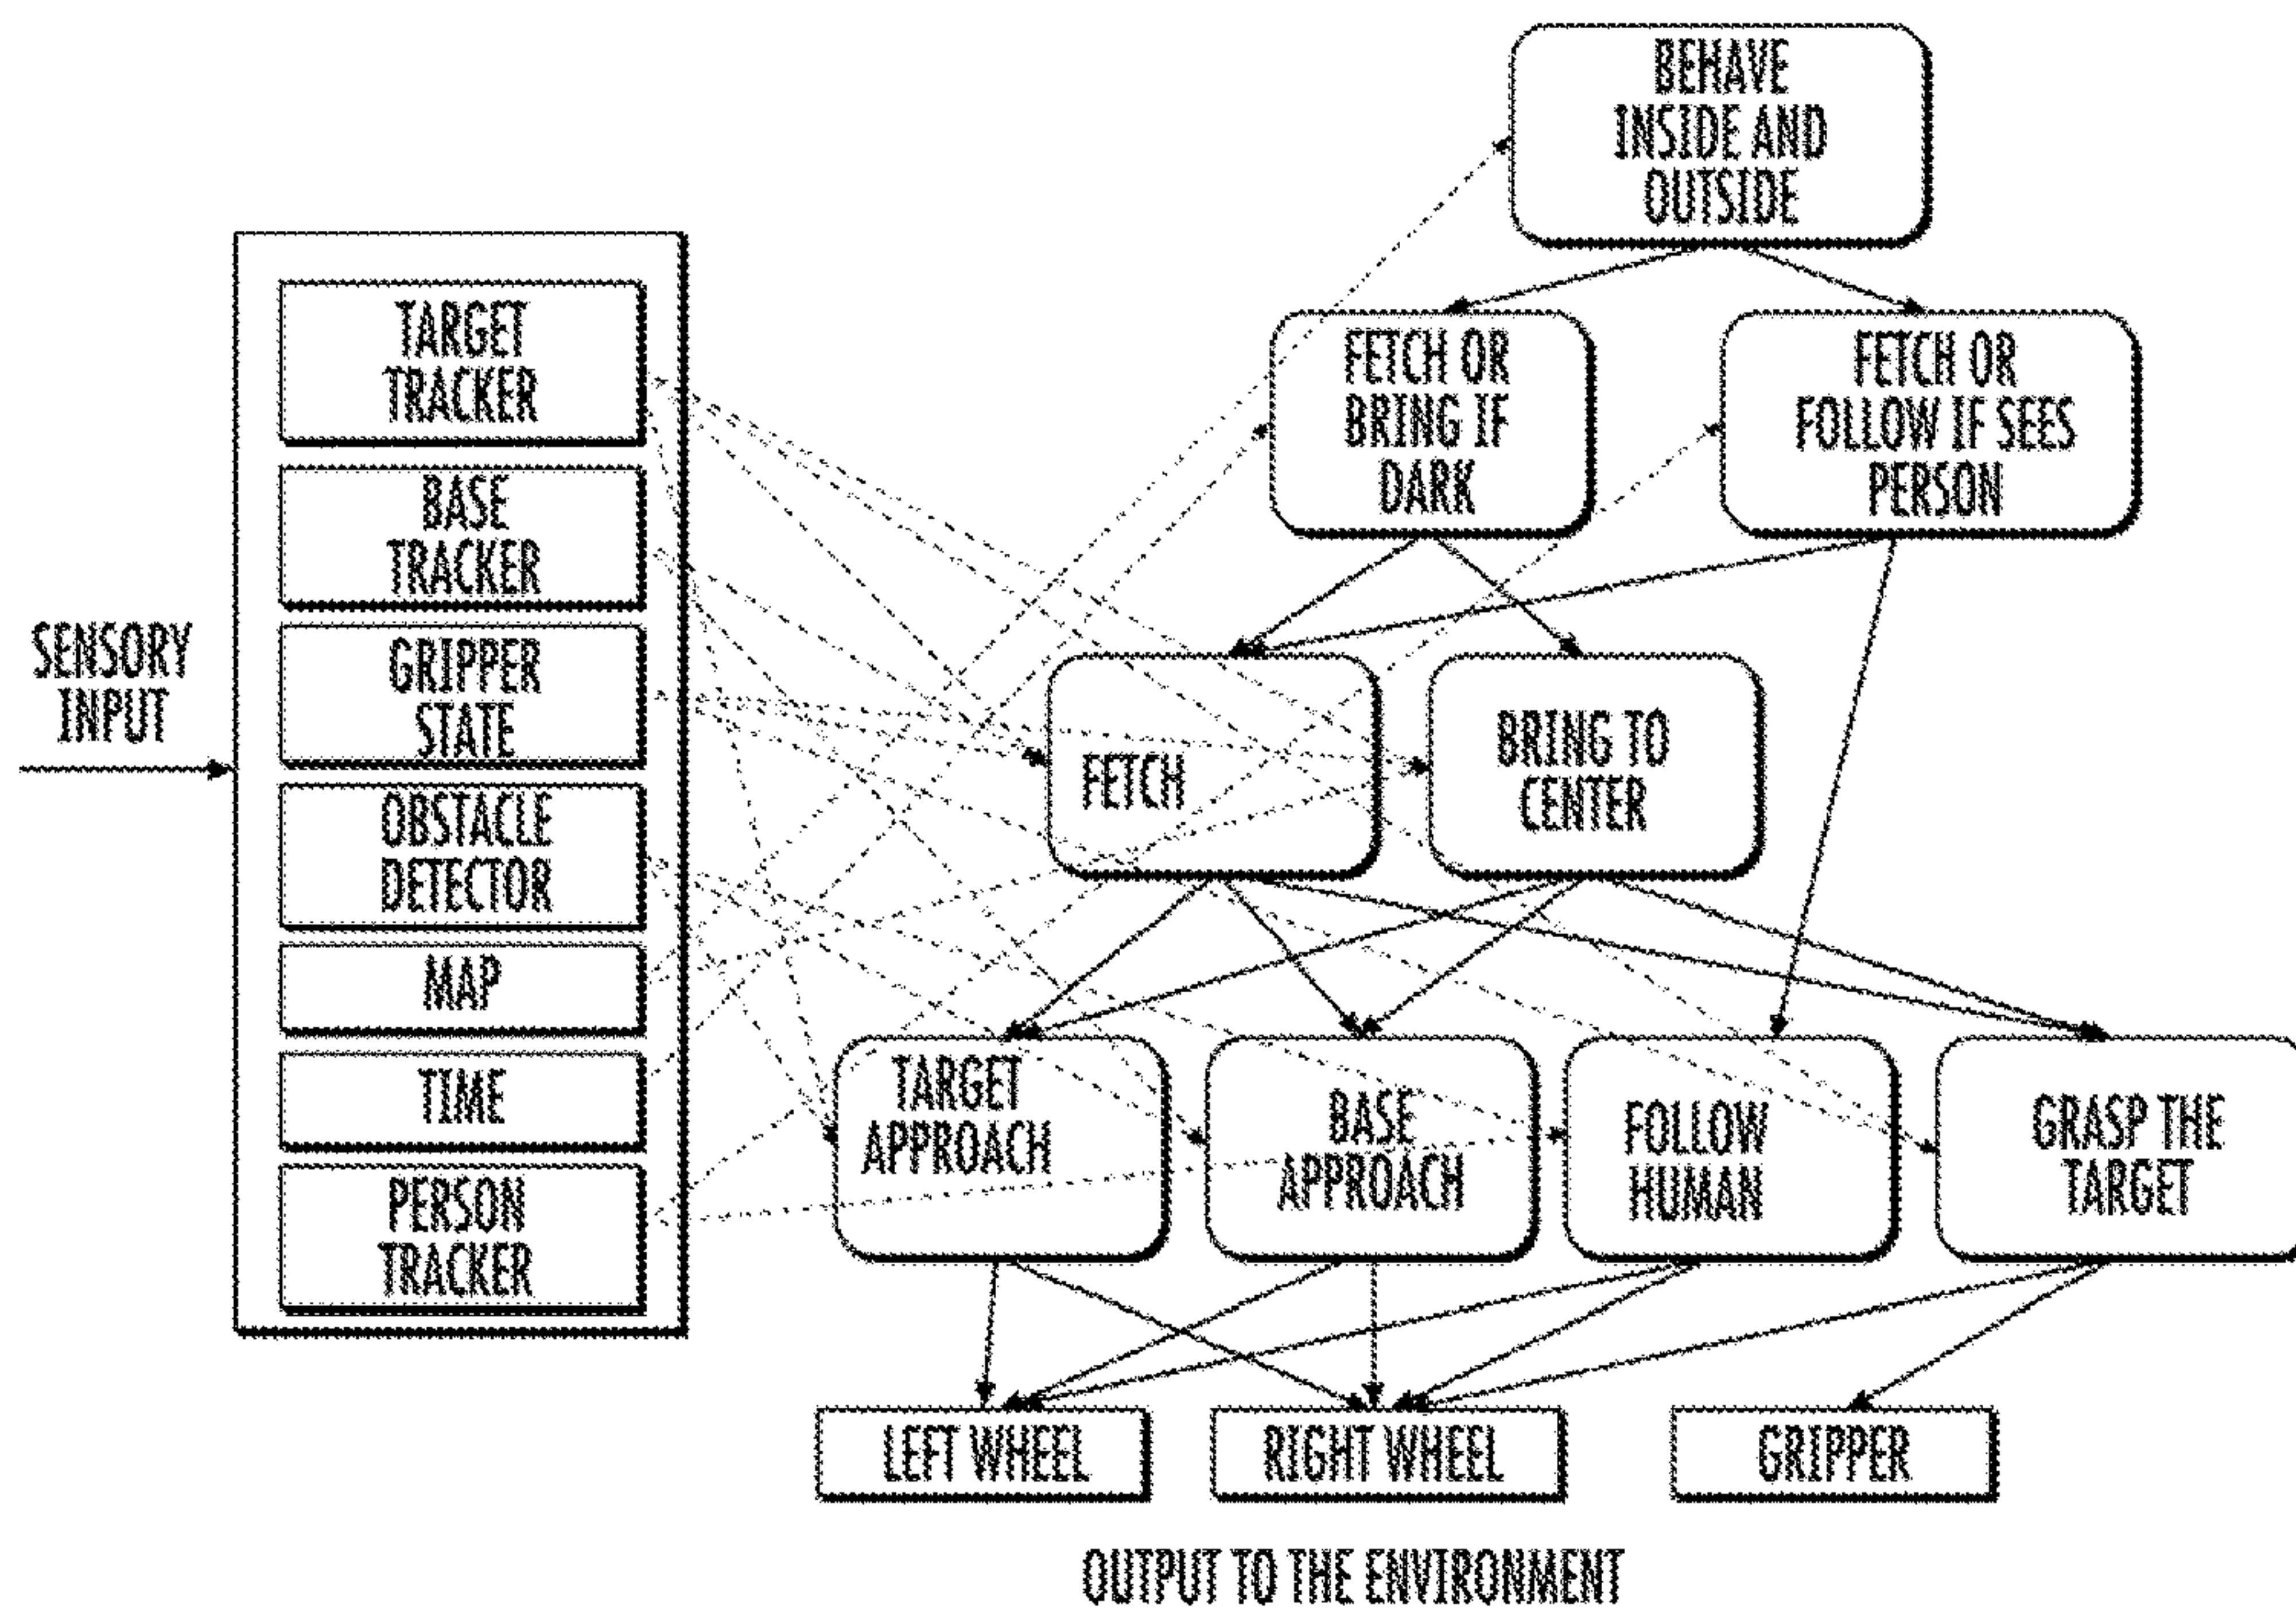 BEHAVE
INSIDE AND
OUTSIDE
TARGET
TRACKER
BASE
TRACKER
GRIPPER
STATE
OBSTACLE
DETECTOR
MAP
TIME
PERSON
TRACKER
SENSORY
INPUT
FETCH OR
BRING IF
DARK
FETCH OR
FOLLOW IF SEES
PERSON
FETCH
BRING TO
CENTER
TARGET
APPROACH
BASE
APPROACH
FOLLOW
HUMAN
GRASP THE
TARGET
LEFT WHEEL
RIGHT WHEEL
GRIPPER
OUTPUT TO THE ENVIRONMENT